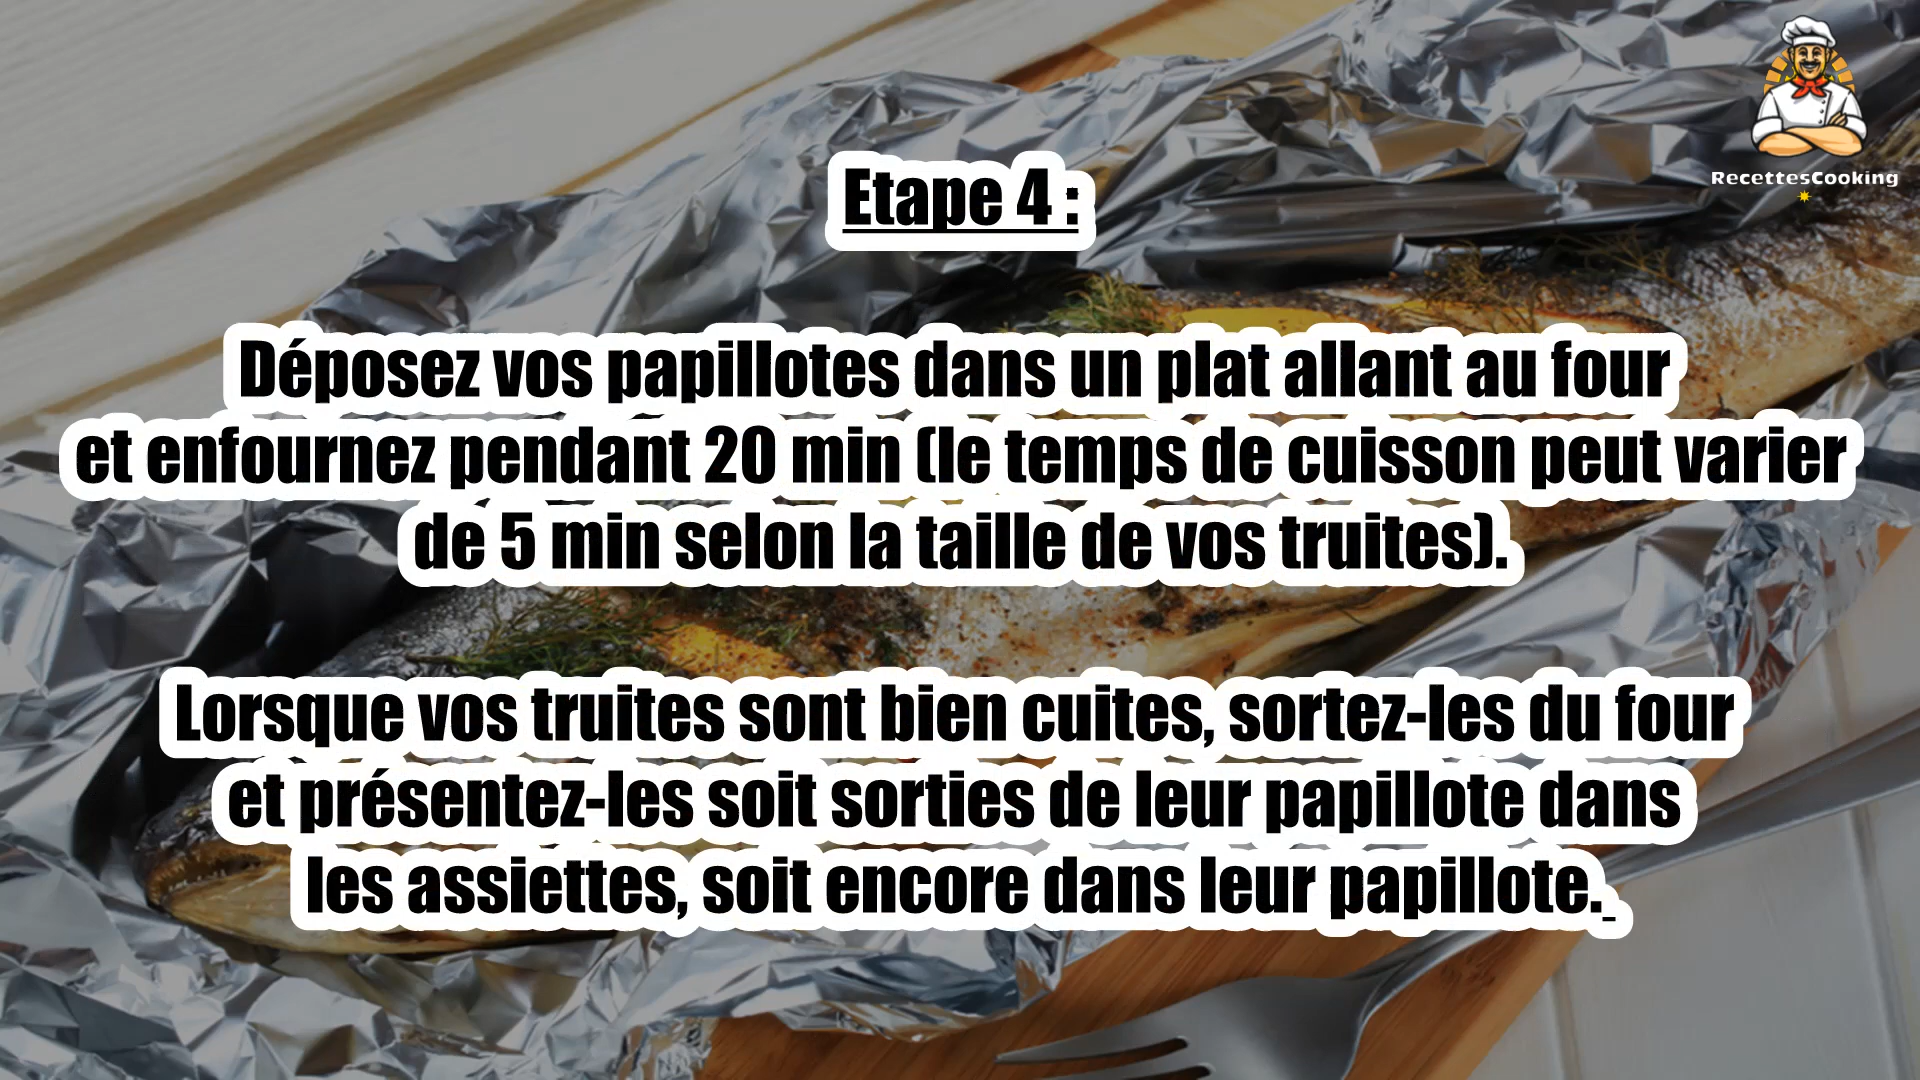 RecettesCooking
Etape 4 :
Déposez vos papillotes dans un plat allant au four
et enfournez pendant 20 min (le temps de cuisson peut varier
de 5 min selon la taille de vos truites).
Lorsque vos truites sont bien cuites, sortez-les du four
et présentez-les soit sorties de leur papillote dans
les assiettes, soit encore dans leur papillote.